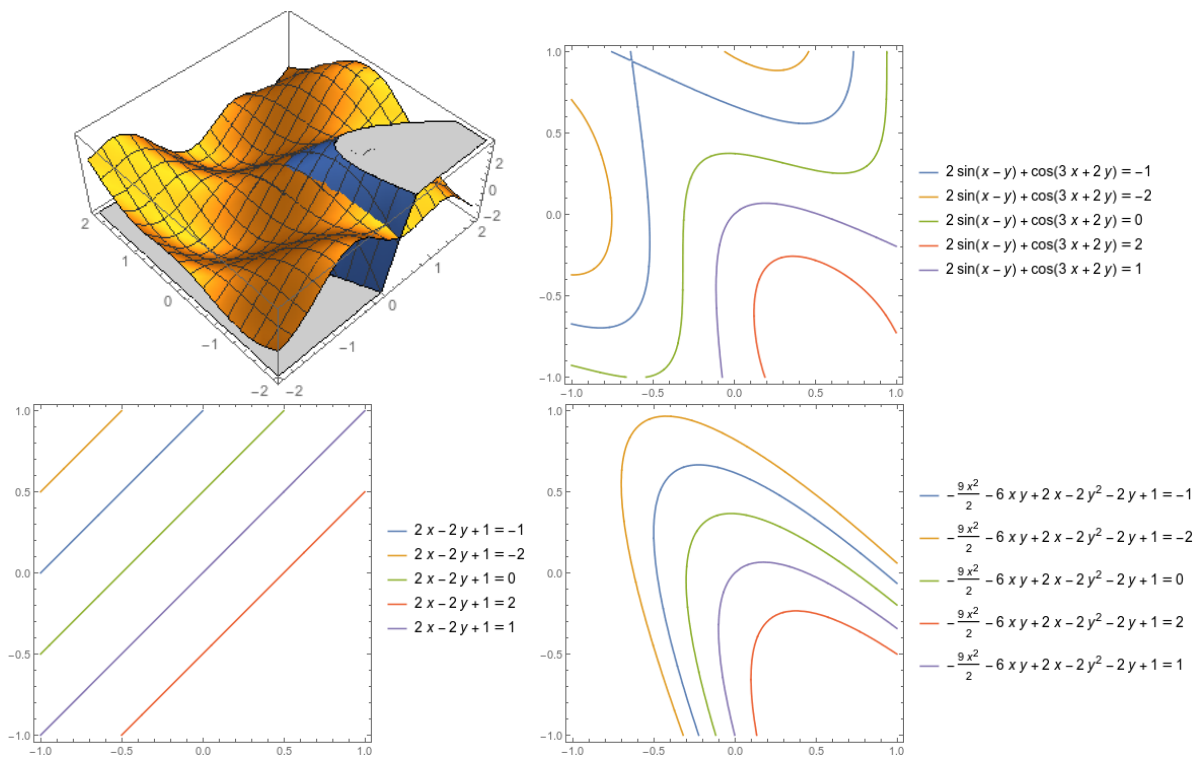 2
1
0
−1
−2
−2
−1
0
1
2
2
0
−2
1.0
0.5
0.0
−0.5
−1.0
−1.0 −0.5 0.0 0.5 1.0
2 sin(x − y) + cos(3 x + 2 y) = −1
2 sin(x − y) + cos(3 x + 2 y) = −2
2 sin(x − y) + cos(3 x + 2 y) = 0
2 sin(x − y) + cos(3 x + 2 y) = 2
2 sin(x − y) + cos(3 x + 2 y) = 1
1.0
0.5
0.0
−0.5
−1.0
−1.0 −0.5 0.0 0.5 1.0
2 x − 2 y + 1 = −1
2 x − 2 y + 1 = −2
2 x − 2 y + 1 = 0
2 x − 2 y + 1 = 2
2 x − 2 y + 1 = 1
1.0
0.5
0.0
−0.5
−1.0
−1.0 −0.5 0.0 0.5 1.0
− 9 x²/2 − 6 x y + 2 x − 2 y² − 2 y + 1 = −1
− 9 x²/2 − 6 x y + 2 x − 2 y² − 2 y + 1 = −2
− 9 x²/2 − 6 x y + 2 x − 2 y² − 2 y + 1 = 0
− 9 x²/2 − 6 x y + 2 x − 2 y² − 2 y + 1 = 2
− 9 x²/2 − 6 x y + 2 x − 2 y² − 2 y + 1 = 1